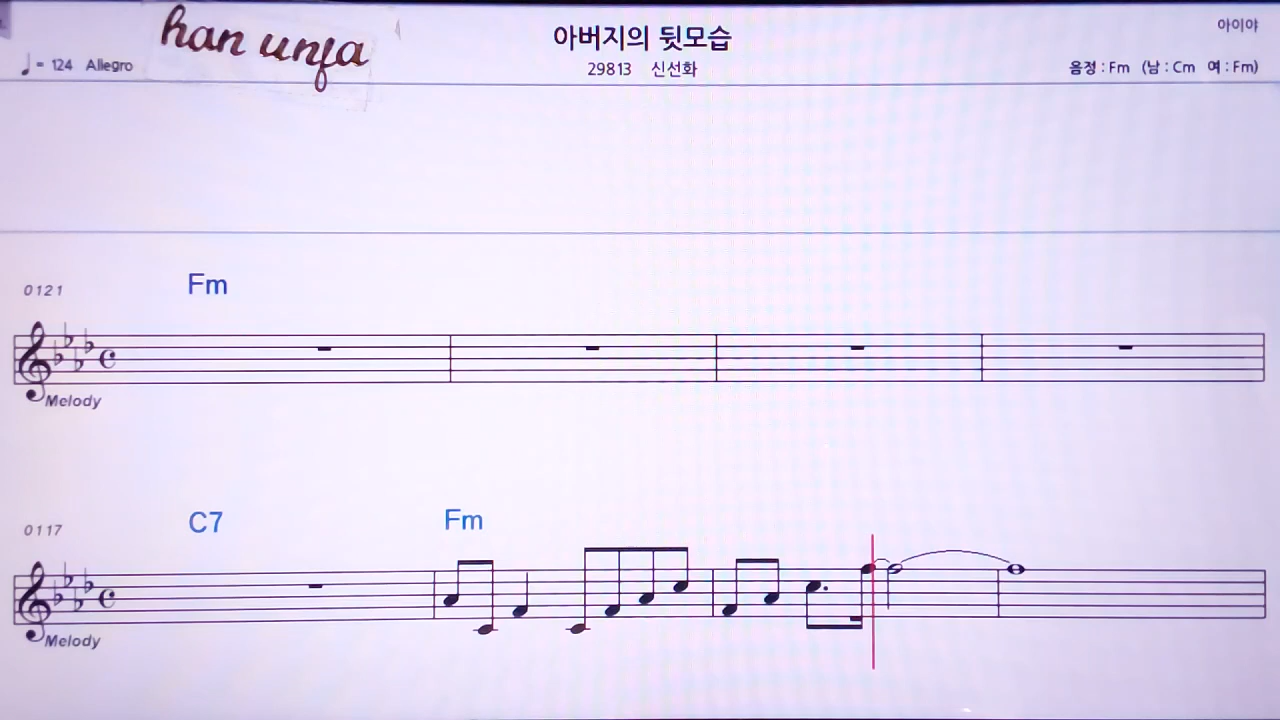 han unfa
아버지의 뒷모습
아이야
♩= 124 Allegro
29813 신선화
음정 : Fm (남 : Cm 여 : Fm)
Fm
0121
Melody
C7 Fm
0117
Melody